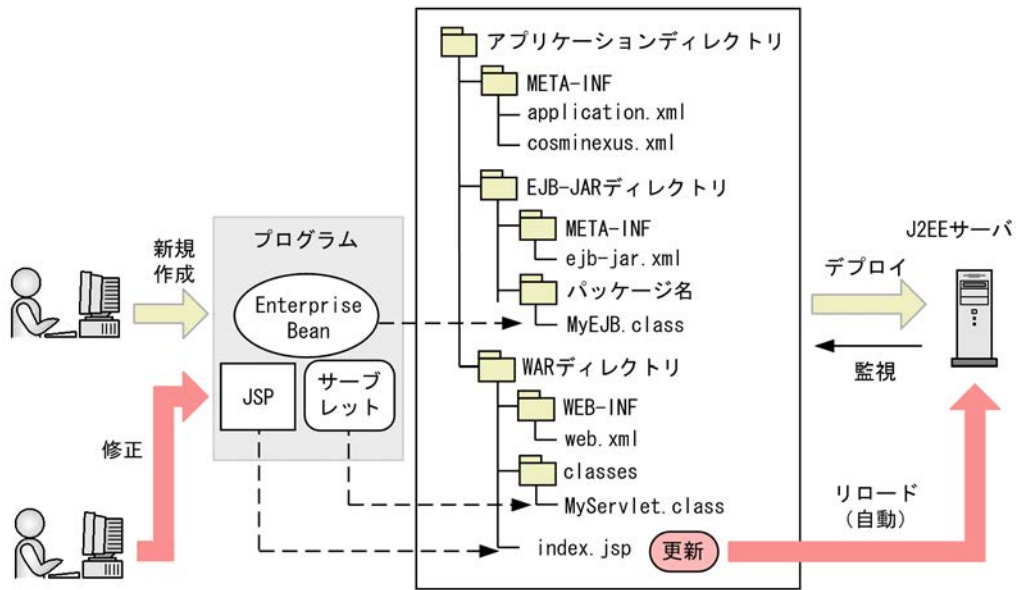 アプリケーションディレクトリ
META-INF
application.xml
cosminexus.xml
EJB-JARディレクトリ
META-INF
ejb-jar.xml
パッケージ名
MyEJB.class
WARディレクトリ
WEB-INF
web.xml
classes
MyServlet.class
index.jsp
更新
新規
作成
修正
プログラム
Enterprise
Bean
JSP
サーブ
レット
J2EEサーバ
デプロイ
監視
リロード
（自動）